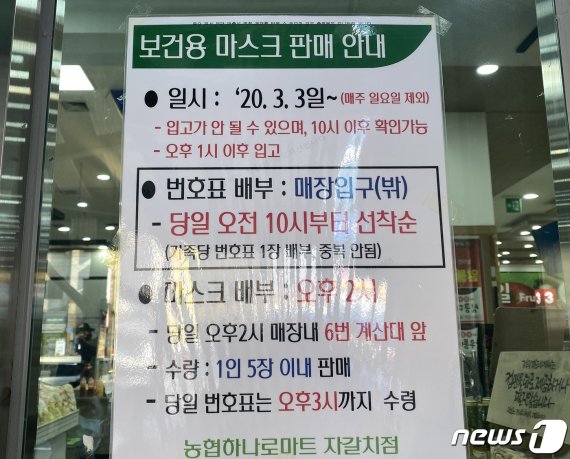 보건용 마스크 판매 안내
● 일시 : ‘20. 3. 3일~ (매주 일요일 제외)
- 입고가 안 될 수 있으며, 10시 이후 확인가능
- 오후 1시 이후 입고
● 번호표 배부 : 매장입구(밖)
- 당일 오전 10시부터 선착순
(가족당 번호표 1장 배부, 중복 안됨)
● 마스크 배부 : 오후 2시
- 당일 오후2시 매장내 6번 계산대 앞
- 수량 : 1인 5장 이내 판매
- 당일 번호표는 오후3시까지 수령
농협하나로마트 자갈치점
일
Fruit 3
news1